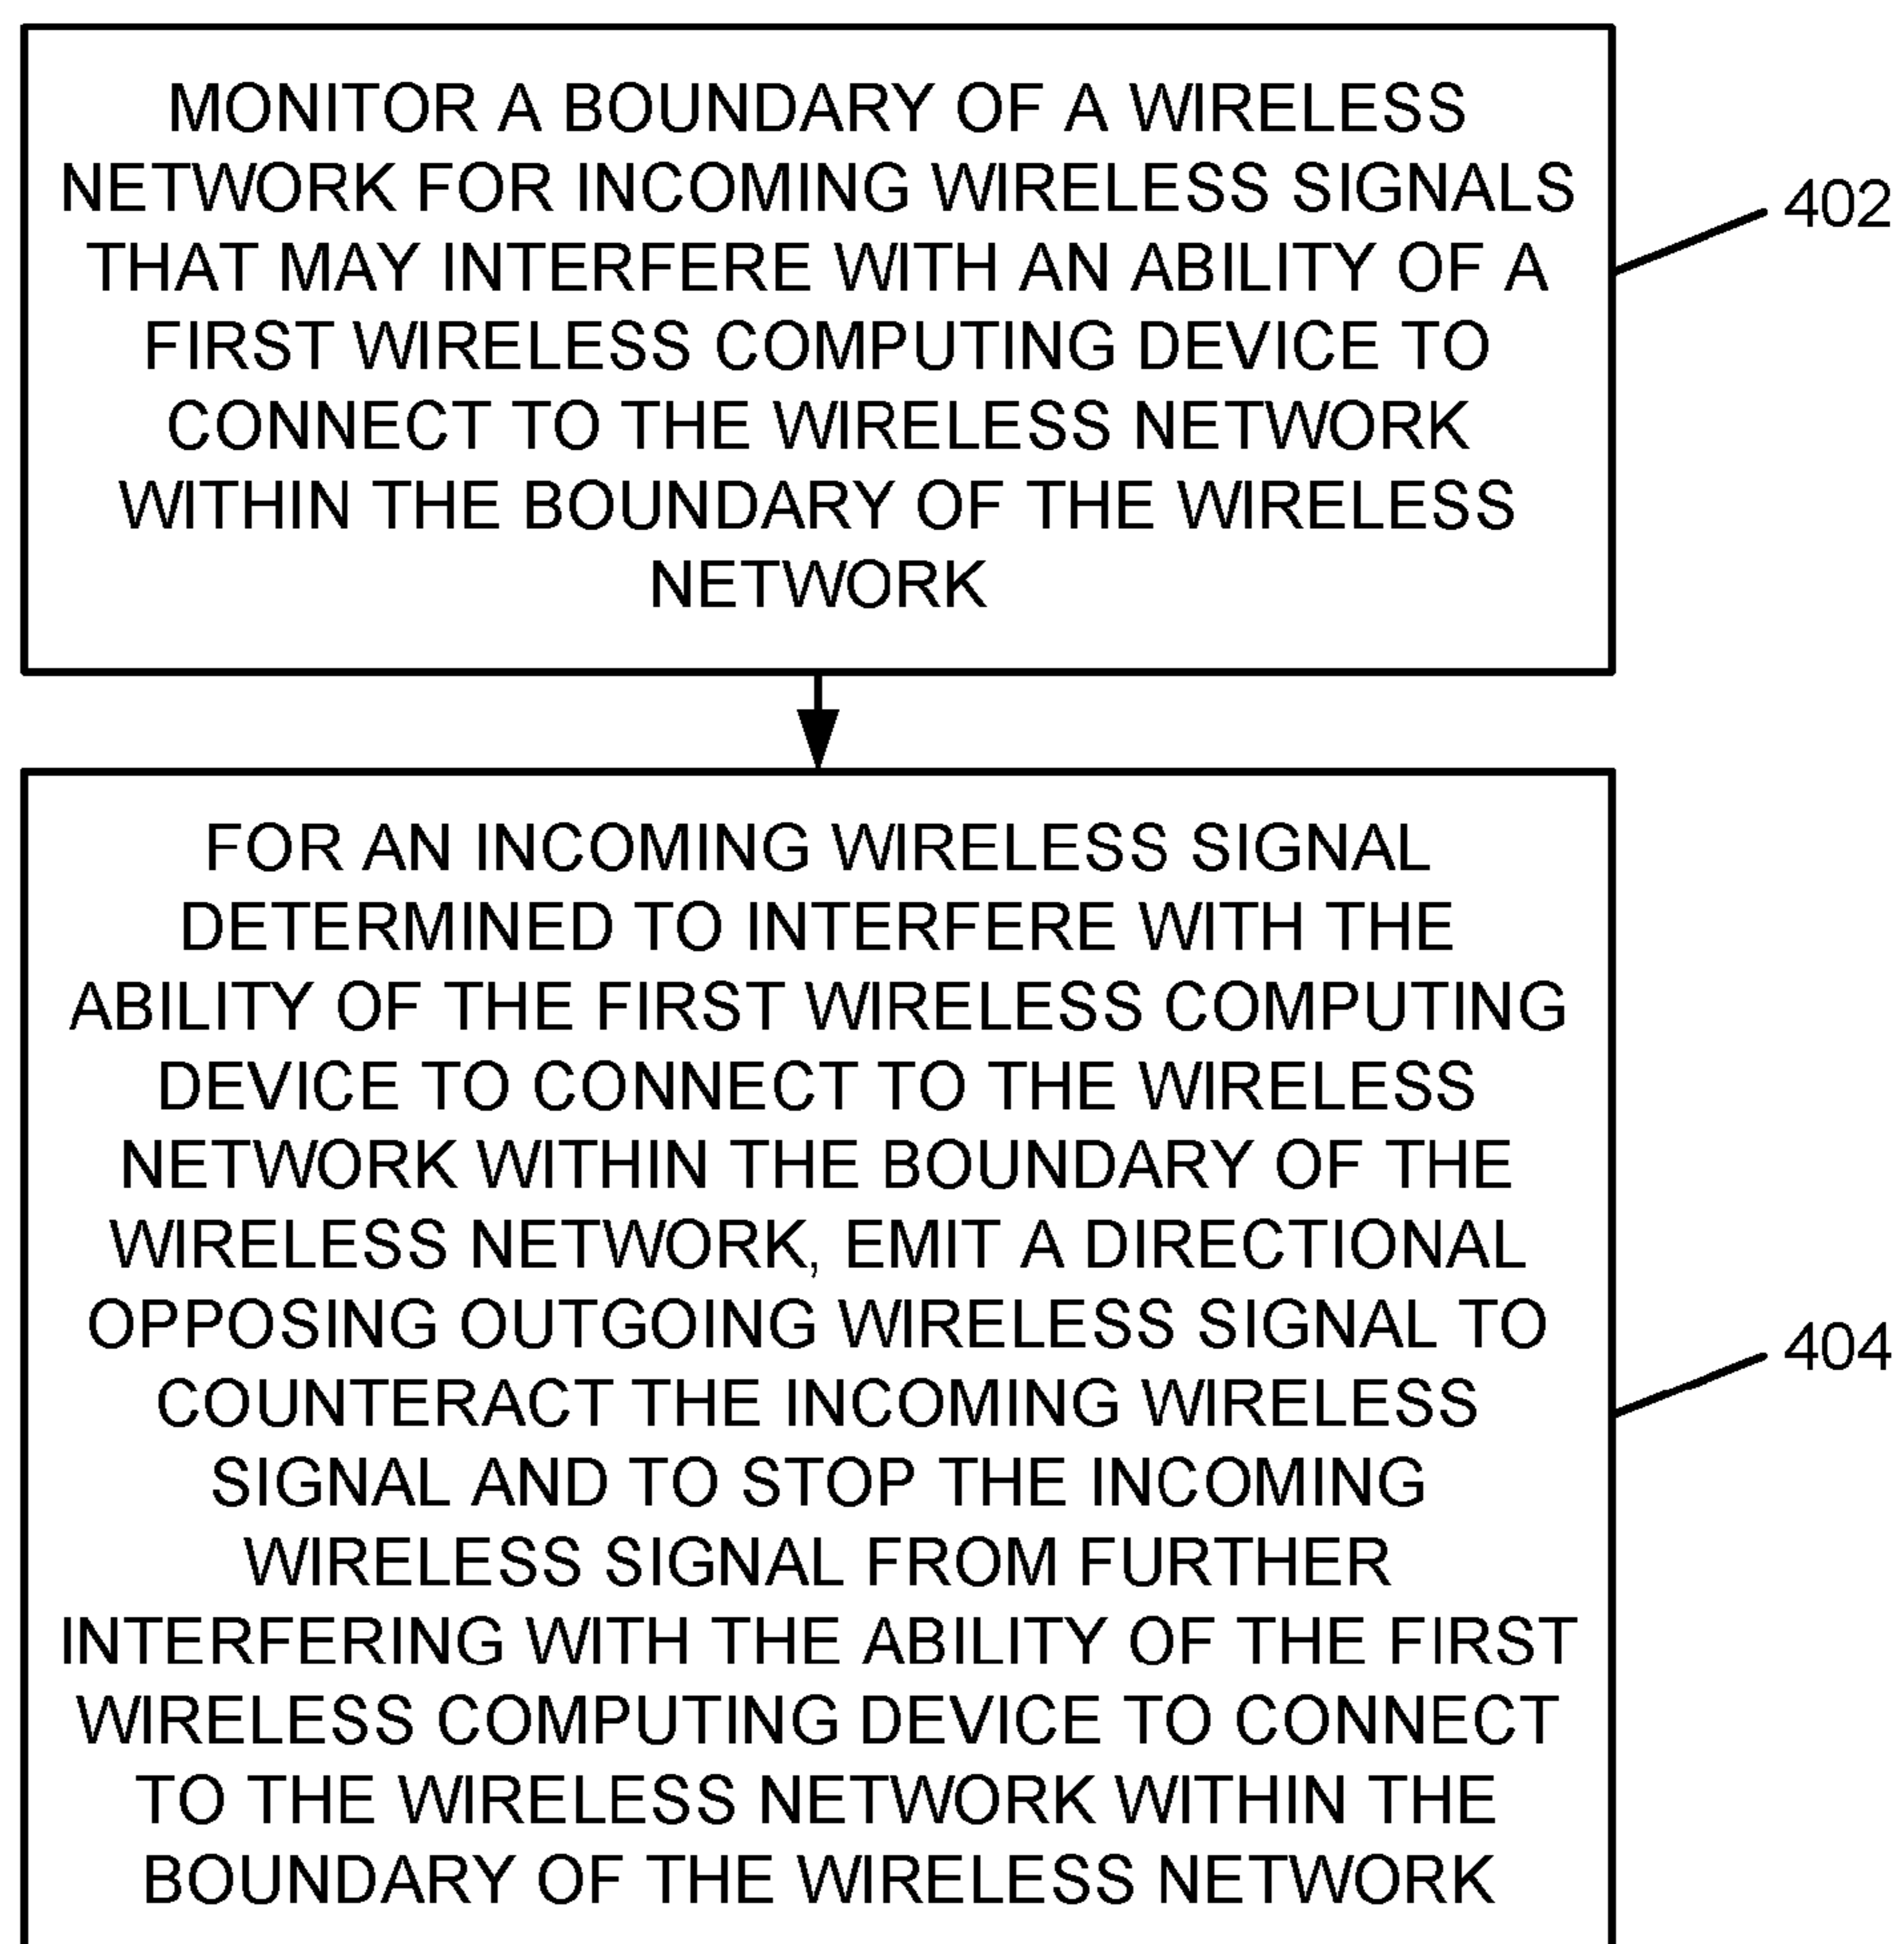 MONITOR A BOUNDARY OF A WIRELESS
NETWORK FOR INCOMING WIRELESS SIGNALS
THAT MAY INTERFERE WITH AN ABILITY OF A
FIRST WIRELESS COMPUTING DEVICE TO
CONNECT TO THE WIRELESS NETWORK
WITHIN THE BOUNDARY OF THE WIRELESS
NETWORK
402
FOR AN INCOMING WIRELESS SIGNAL
DETERMINED TO INTERFERE WITH THE
ABILITY OF THE FIRST WIRELESS COMPUTING
DEVICE TO CONNECT TO THE WIRELESS
NETWORK WITHIN THE BOUNDARY OF THE
WIRELESS NETWORK, EMIT A DIRECTIONAL
OPPOSING OUTGOING WIRELESS SIGNAL TO
COUNTERACT THE INCOMING WIRELESS
SIGNAL AND TO STOP THE INCOMING
WIRELESS SIGNAL FROM FURTHER
INTERFERING WITH THE ABILITY OF THE FIRST
WIRELESS COMPUTING DEVICE TO CONNECT
TO THE WIRELESS NETWORK WITHIN THE
BOUNDARY OF THE WIRELESS NETWORK
404